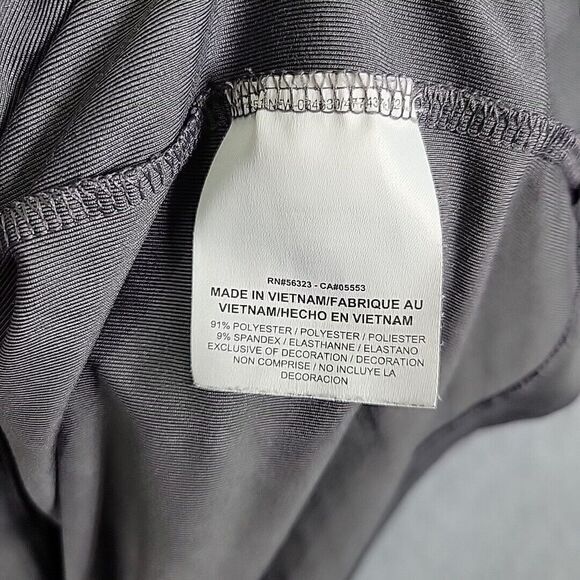 RN#56323 - CA#05553
MADE IN VIETNAM/FABRIQUE AU
VIETNAM/HECHO EN VIETNAM
91% POLYESTER / POLYESTER / POLIESTER
9% SPANDEX / ELASTHANNE / ELASTANO
EXCLUSIVE OF DECORATION / DECORATION
NON COMPRISE / NO INCLUYE LA
DECORACION